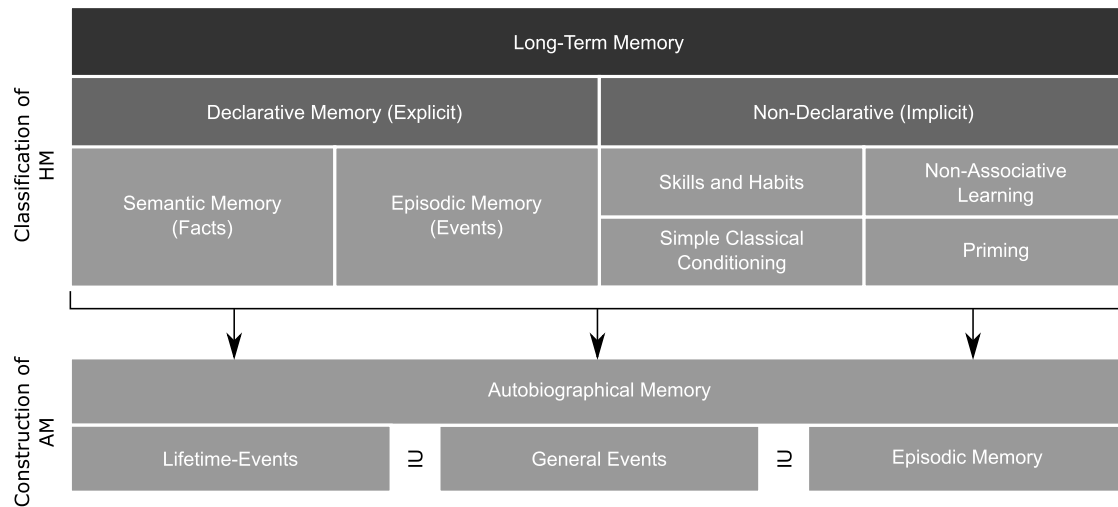 Classification of
HM
Long-Term Memory
Declarative Memory (Explicit)
Non-Declarative (Implicit)
Semantic Memory
(Facts)
Episodic Memory
(Events)
Skills and Habits
Non-Associative
Learning
Simple Classical
Conditioning
Priming
Construction of
AM
Autobiographical Memory
Lifetime-Events
IU
General Events
IU
Episodic Memory